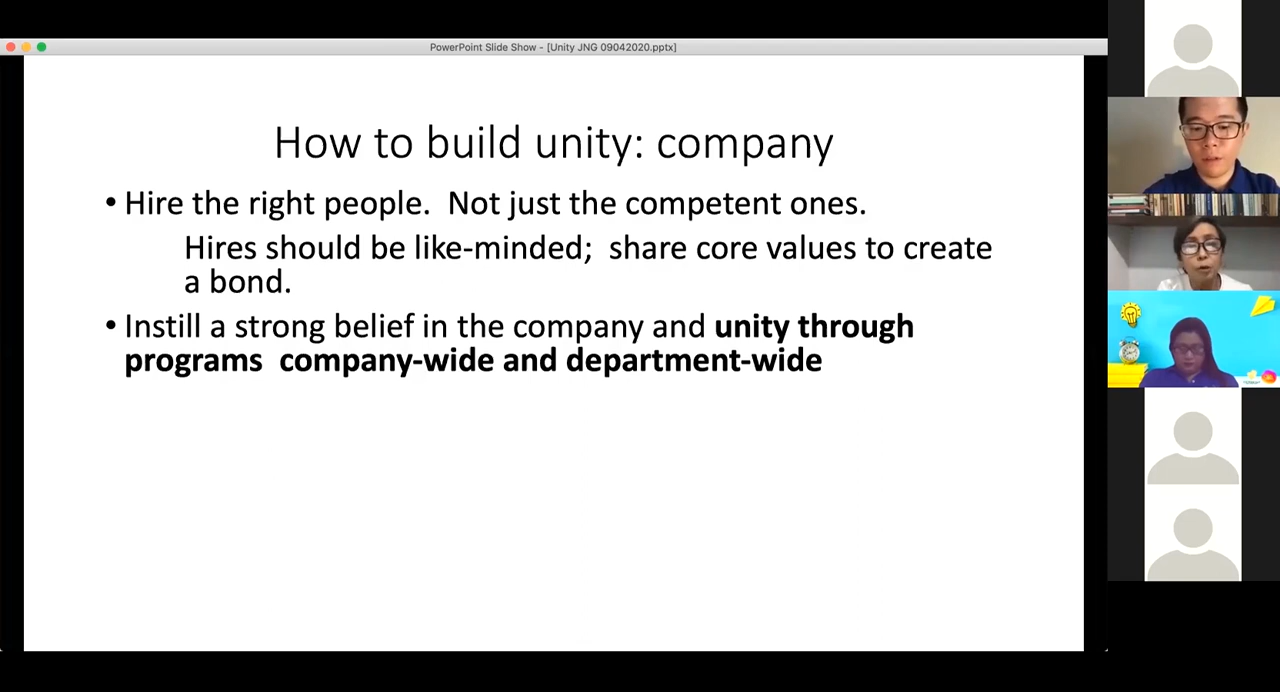 PowerPoint Slide Show - [Unity JNG 09042020.pptx]
How to build unity: company
• Hire the right people.  Not just the competent ones.
Hires should be like-minded;  share core values to create
a bond.
• Instill a strong belief in the company and unity through
programs  company-wide and department-wide